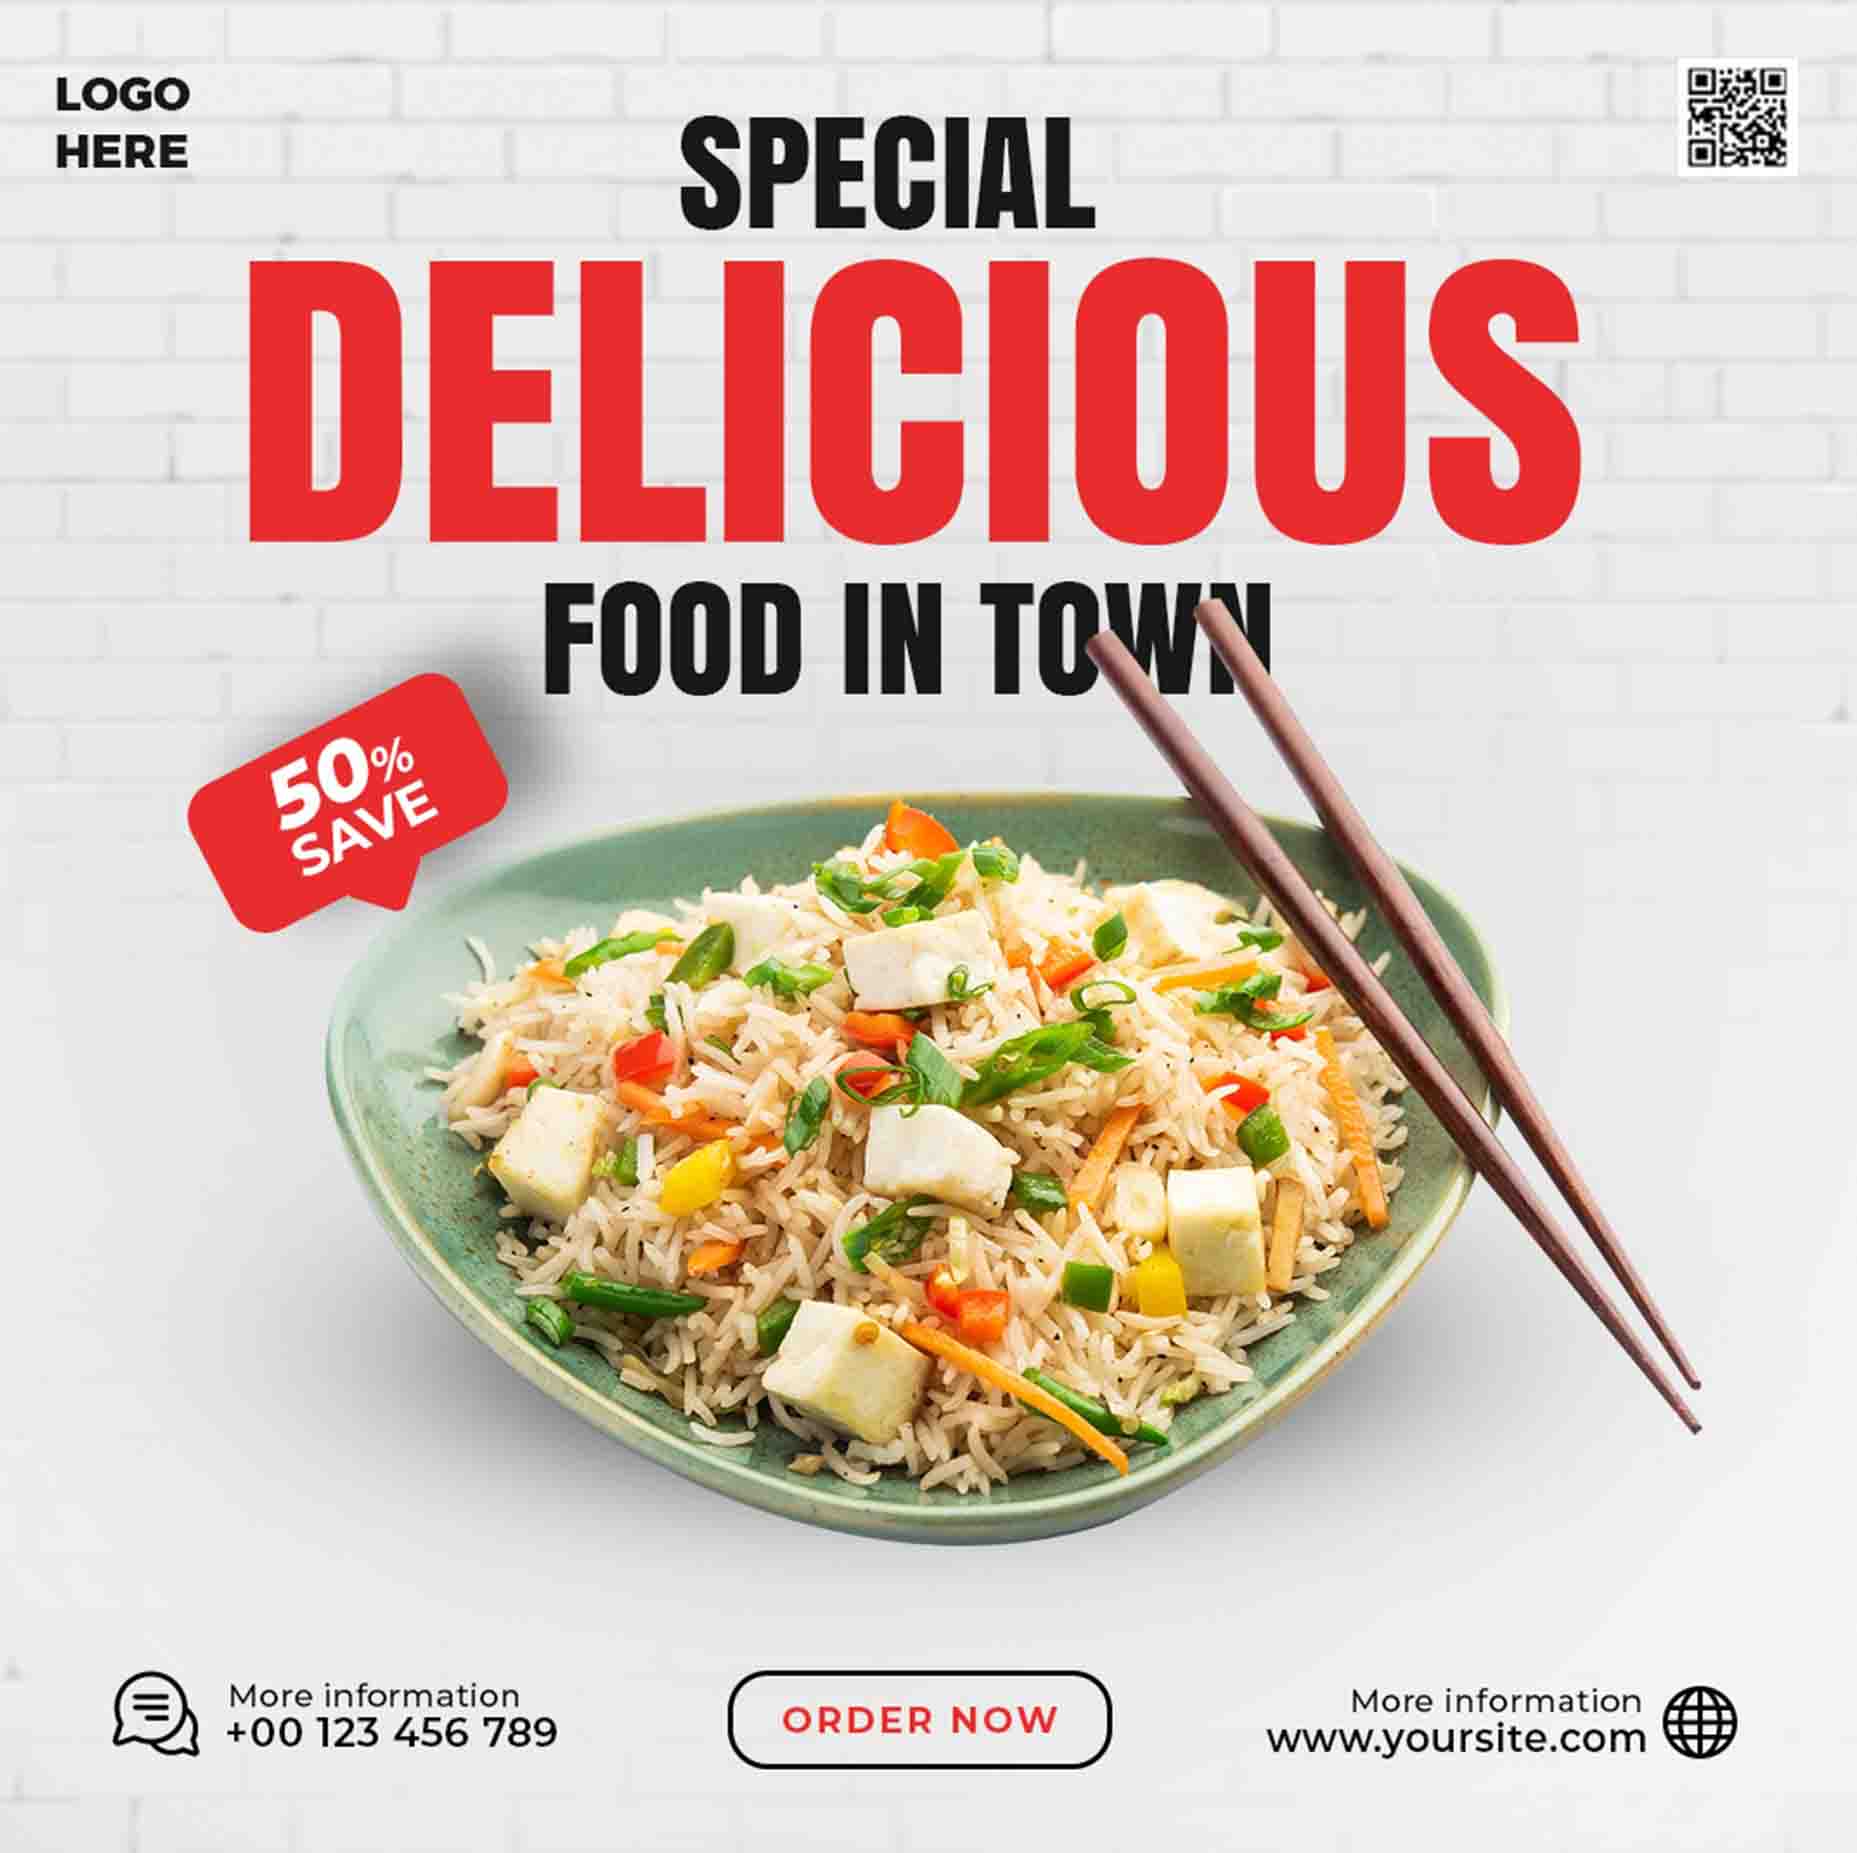 LOGO
HERE
SPECIAL
DELICIOUS
FOOD IN TOWN
50%
SAVE
More information
+00 123 456 789
ORDER NOW
More information
www.yoursite.com